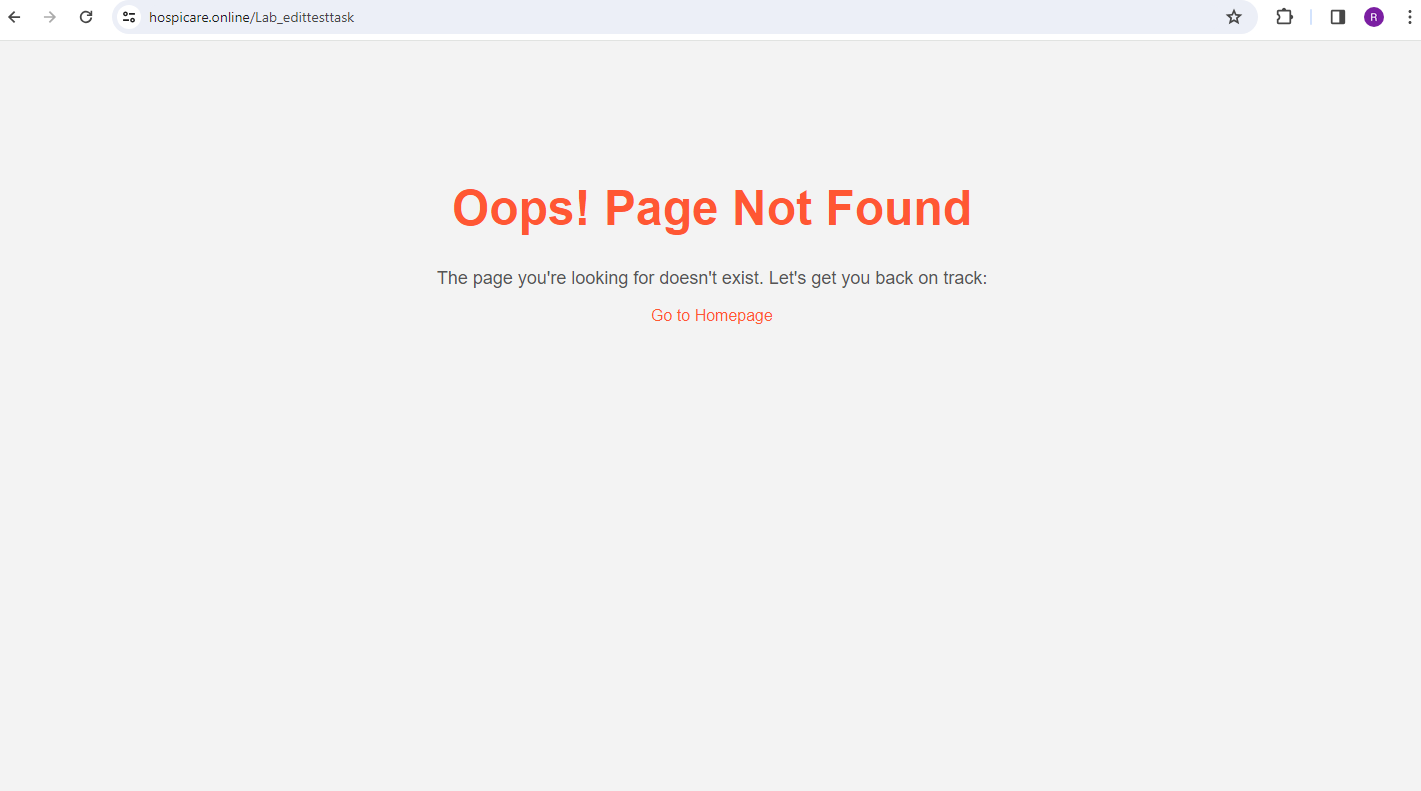 hospicare.online/Lab_edittesttask
R
Oops! Page Not Found
The page you're looking for doesn't exist. Let's get you back on track:
Go to Homepage